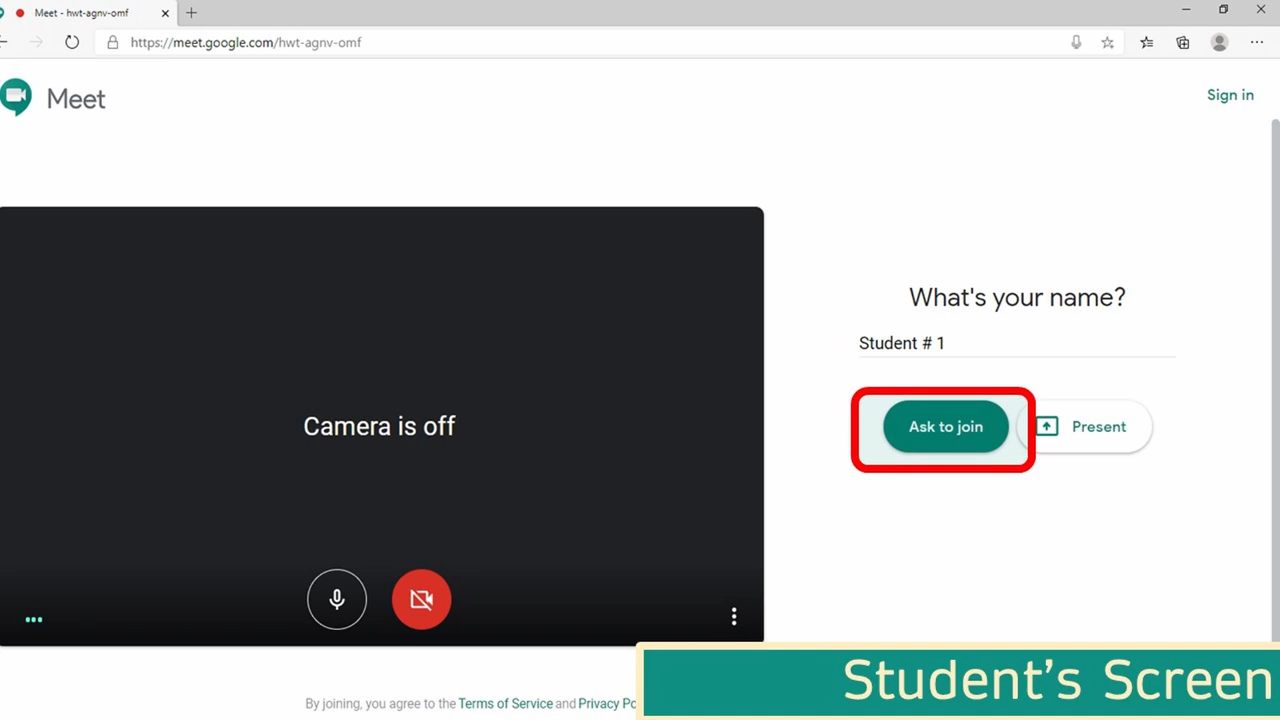 Meet - hwt-agnv-omf
https://meet.google.com/hwt-agnv-omf
Meet
Sign in
What's your name?
Student # 1
Camera is off
Ask to join
Present
By joining, you agree to the Terms of Service and Privacy
Student's Screen